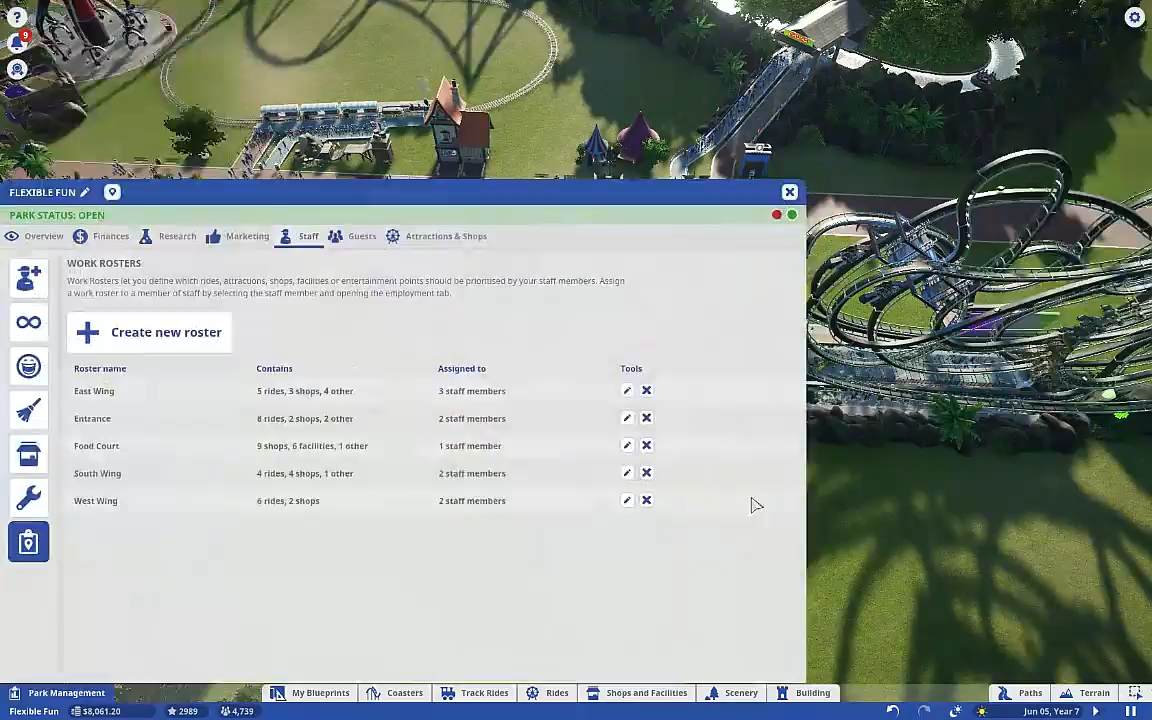 ?
9
FLEXIBLE FUN
PARK STATUS: OPEN
Overview Finances Research Marketing Staff Guests Attractions & Shops
WORK ROSTERS
Work Rosters let you define which rides, attractions, shops, facilities or entertainment points should be prioritised by your staff members. Assign
a work roster to a member of staff by selecting the staff member and opening the employment tab.
Create new roster
Roster name Contains Assigned to Tools
East Wing 5 rides, 3 shops, 4 other 3 staff members
Entrance 8 rides, 2 shops, 2 other 2 staff members
Food Court 9 shops, 6 facilities, 1 other 1 staff member
South Wing 4 rides, 4 shops, 1 other 2 staff members
West Wing 6 rides, 2 shops 2 staff members
Park Management My Blueprints Coasters Track Rides Rides Shops and Facilities Scenery Building Paths Terrain
Flexible Fun $8,061.20 2989 4,739 Jun 05, Year 7